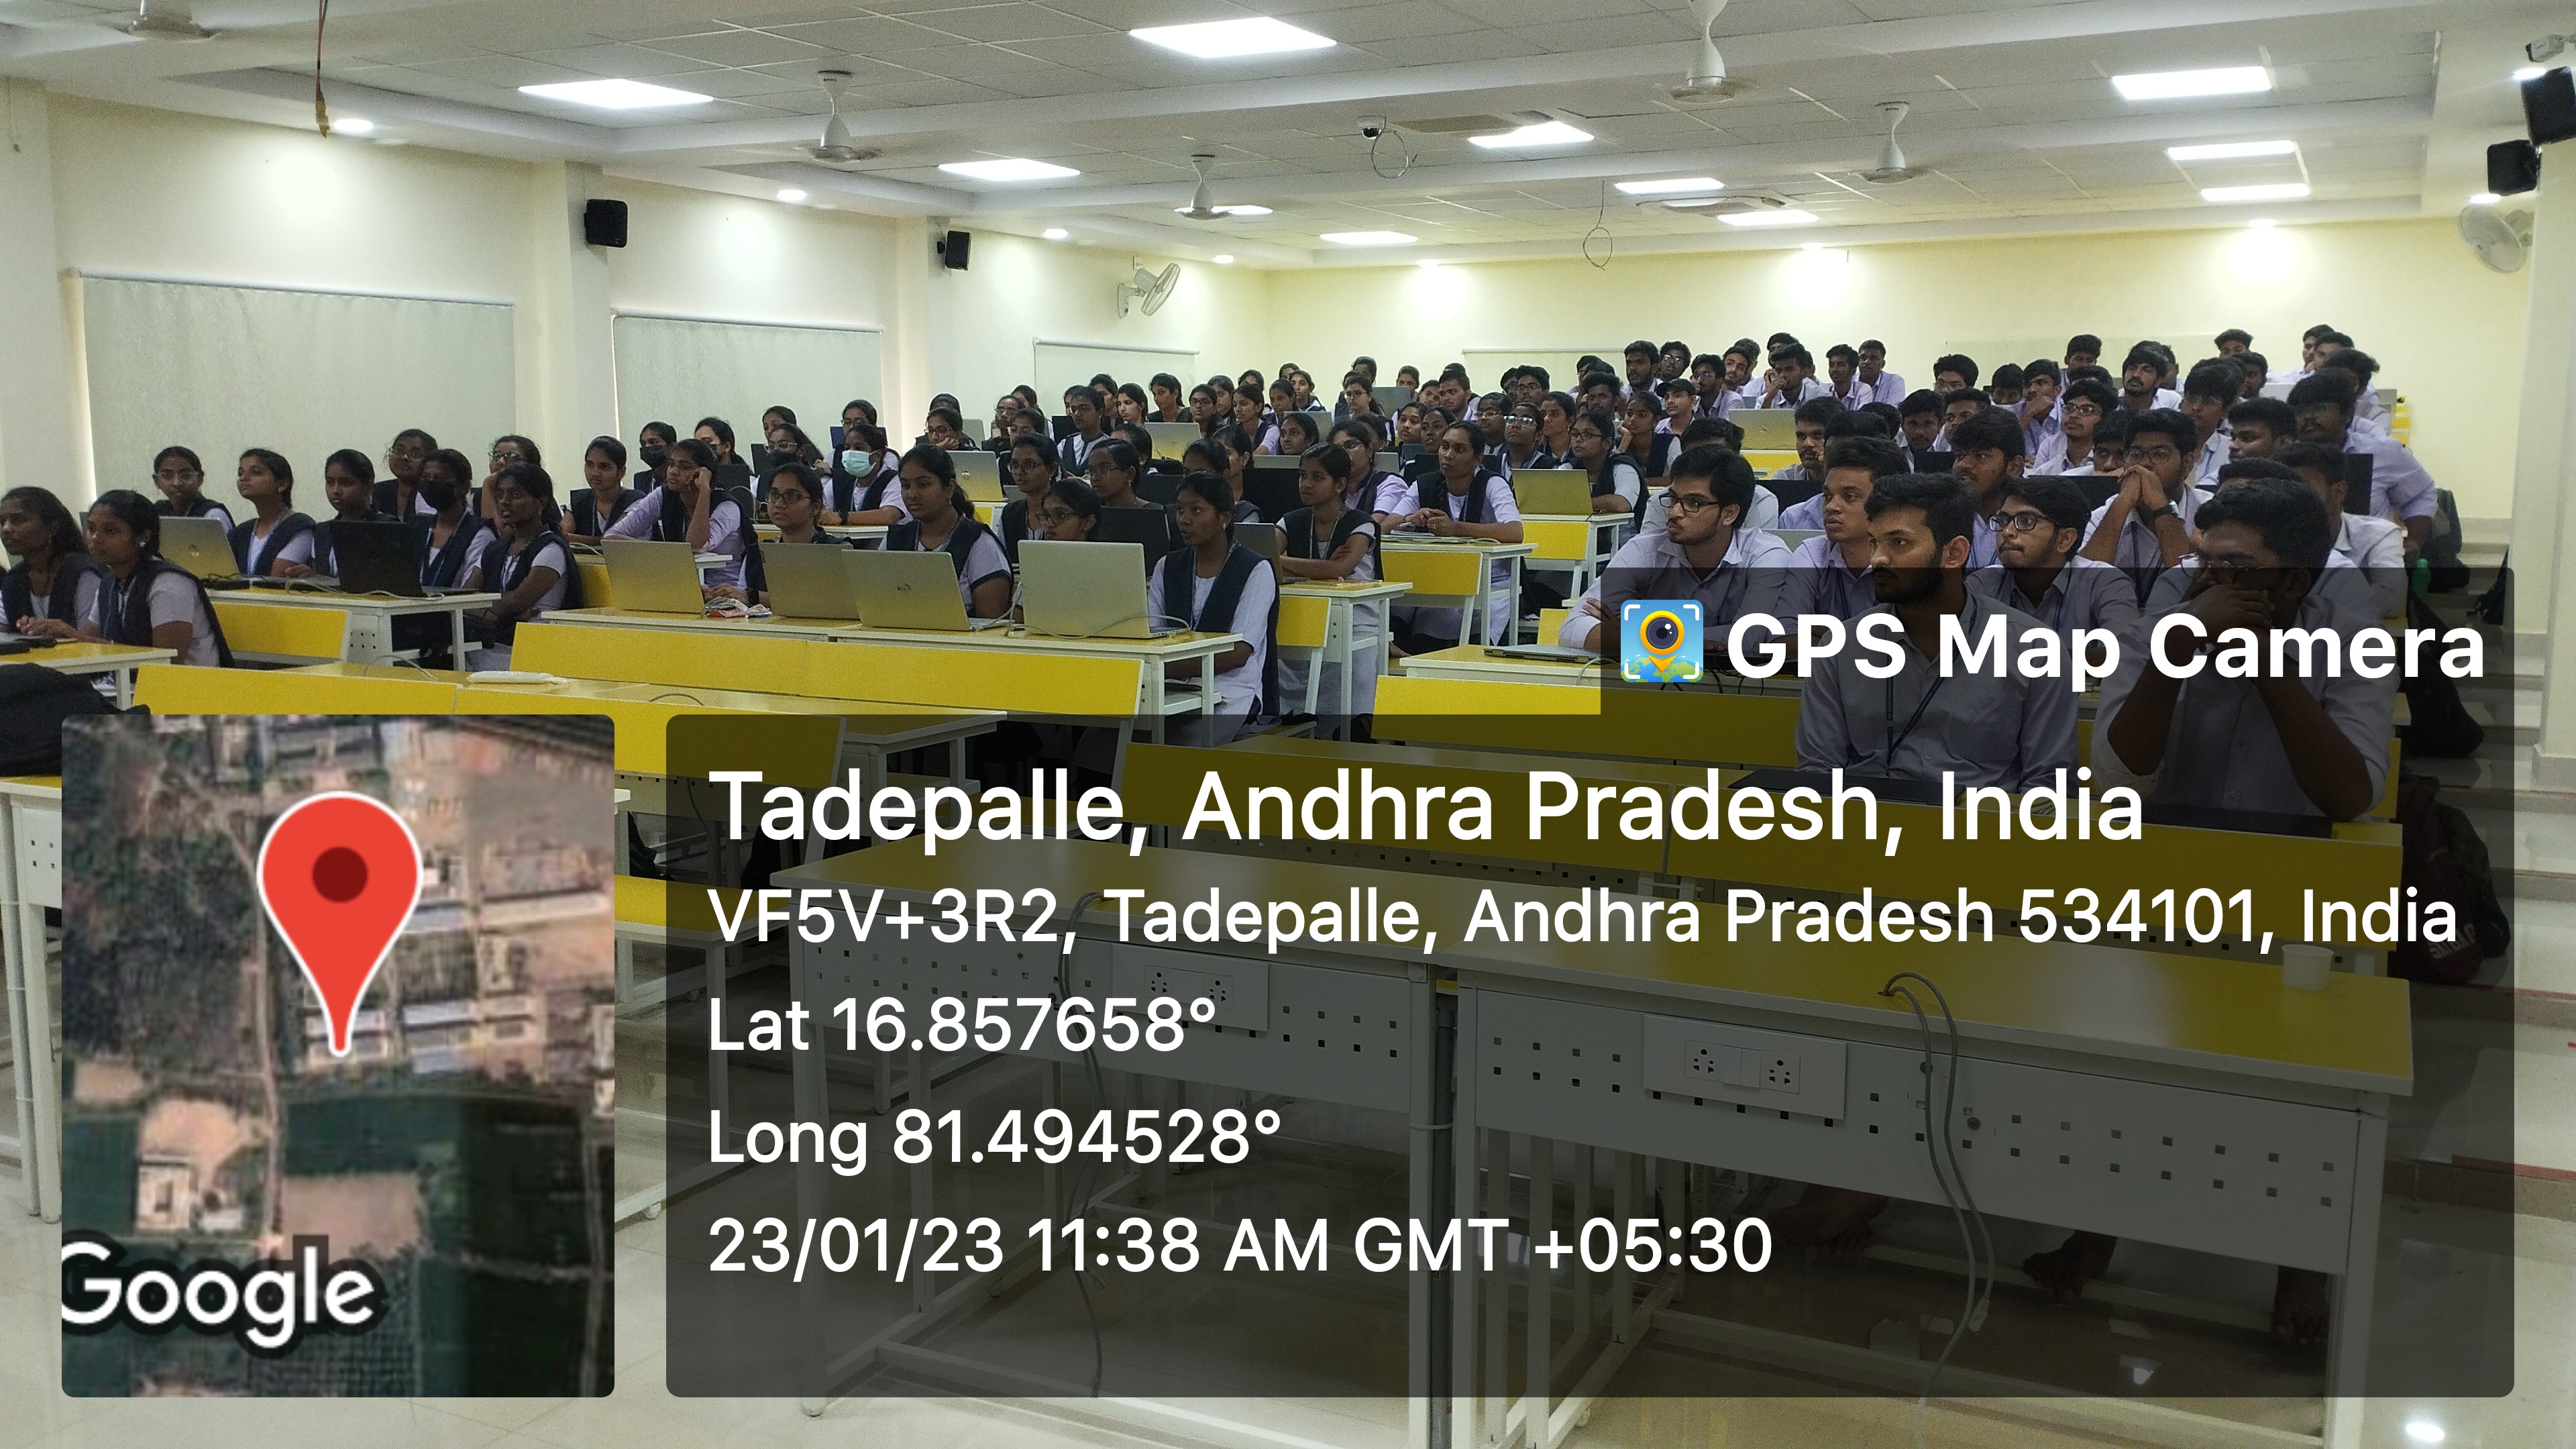 GPS Map Camera
Tadepalle, Andhra Pradesh, India
VF5V+3R2, Tadepalle, Andhra Pradesh 534101, India
Lat 16.857658°
Long 81.494528°
23/01/23 11:38 AM GMT +05:30
Google